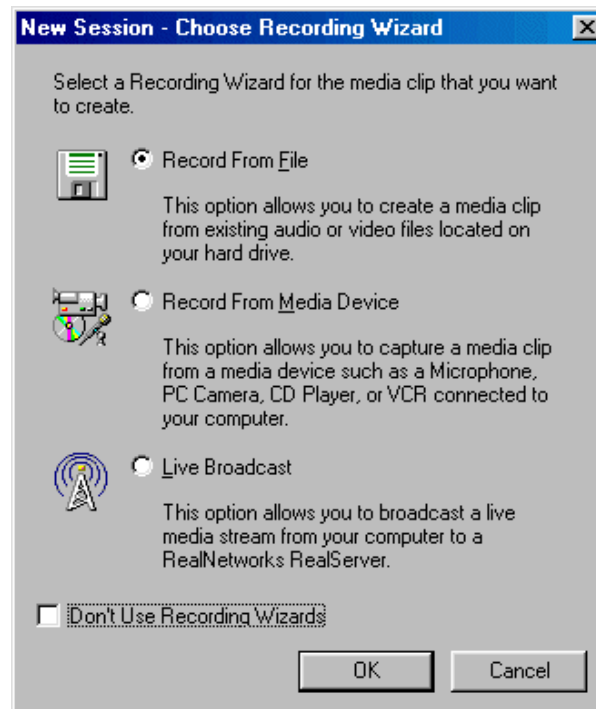 New Session - Choose Recording Wizard
Select a Recording Wizard for the media clip that you want
to create.
Record From File
This option allows you to create a media clip
from existing audio or video files located on
your hard drive.
Record From Media Device
This option allows you to capture a media clip
from a media device such as a Microphone,
PC Camera, CD Player, or VCR connected to
your computer.
Live Broadcast
This option allows you to broadcast a live
media stream from your computer to a
RealNetworks RealServer.
Don't Use Recording Wizards
OK
Cancel